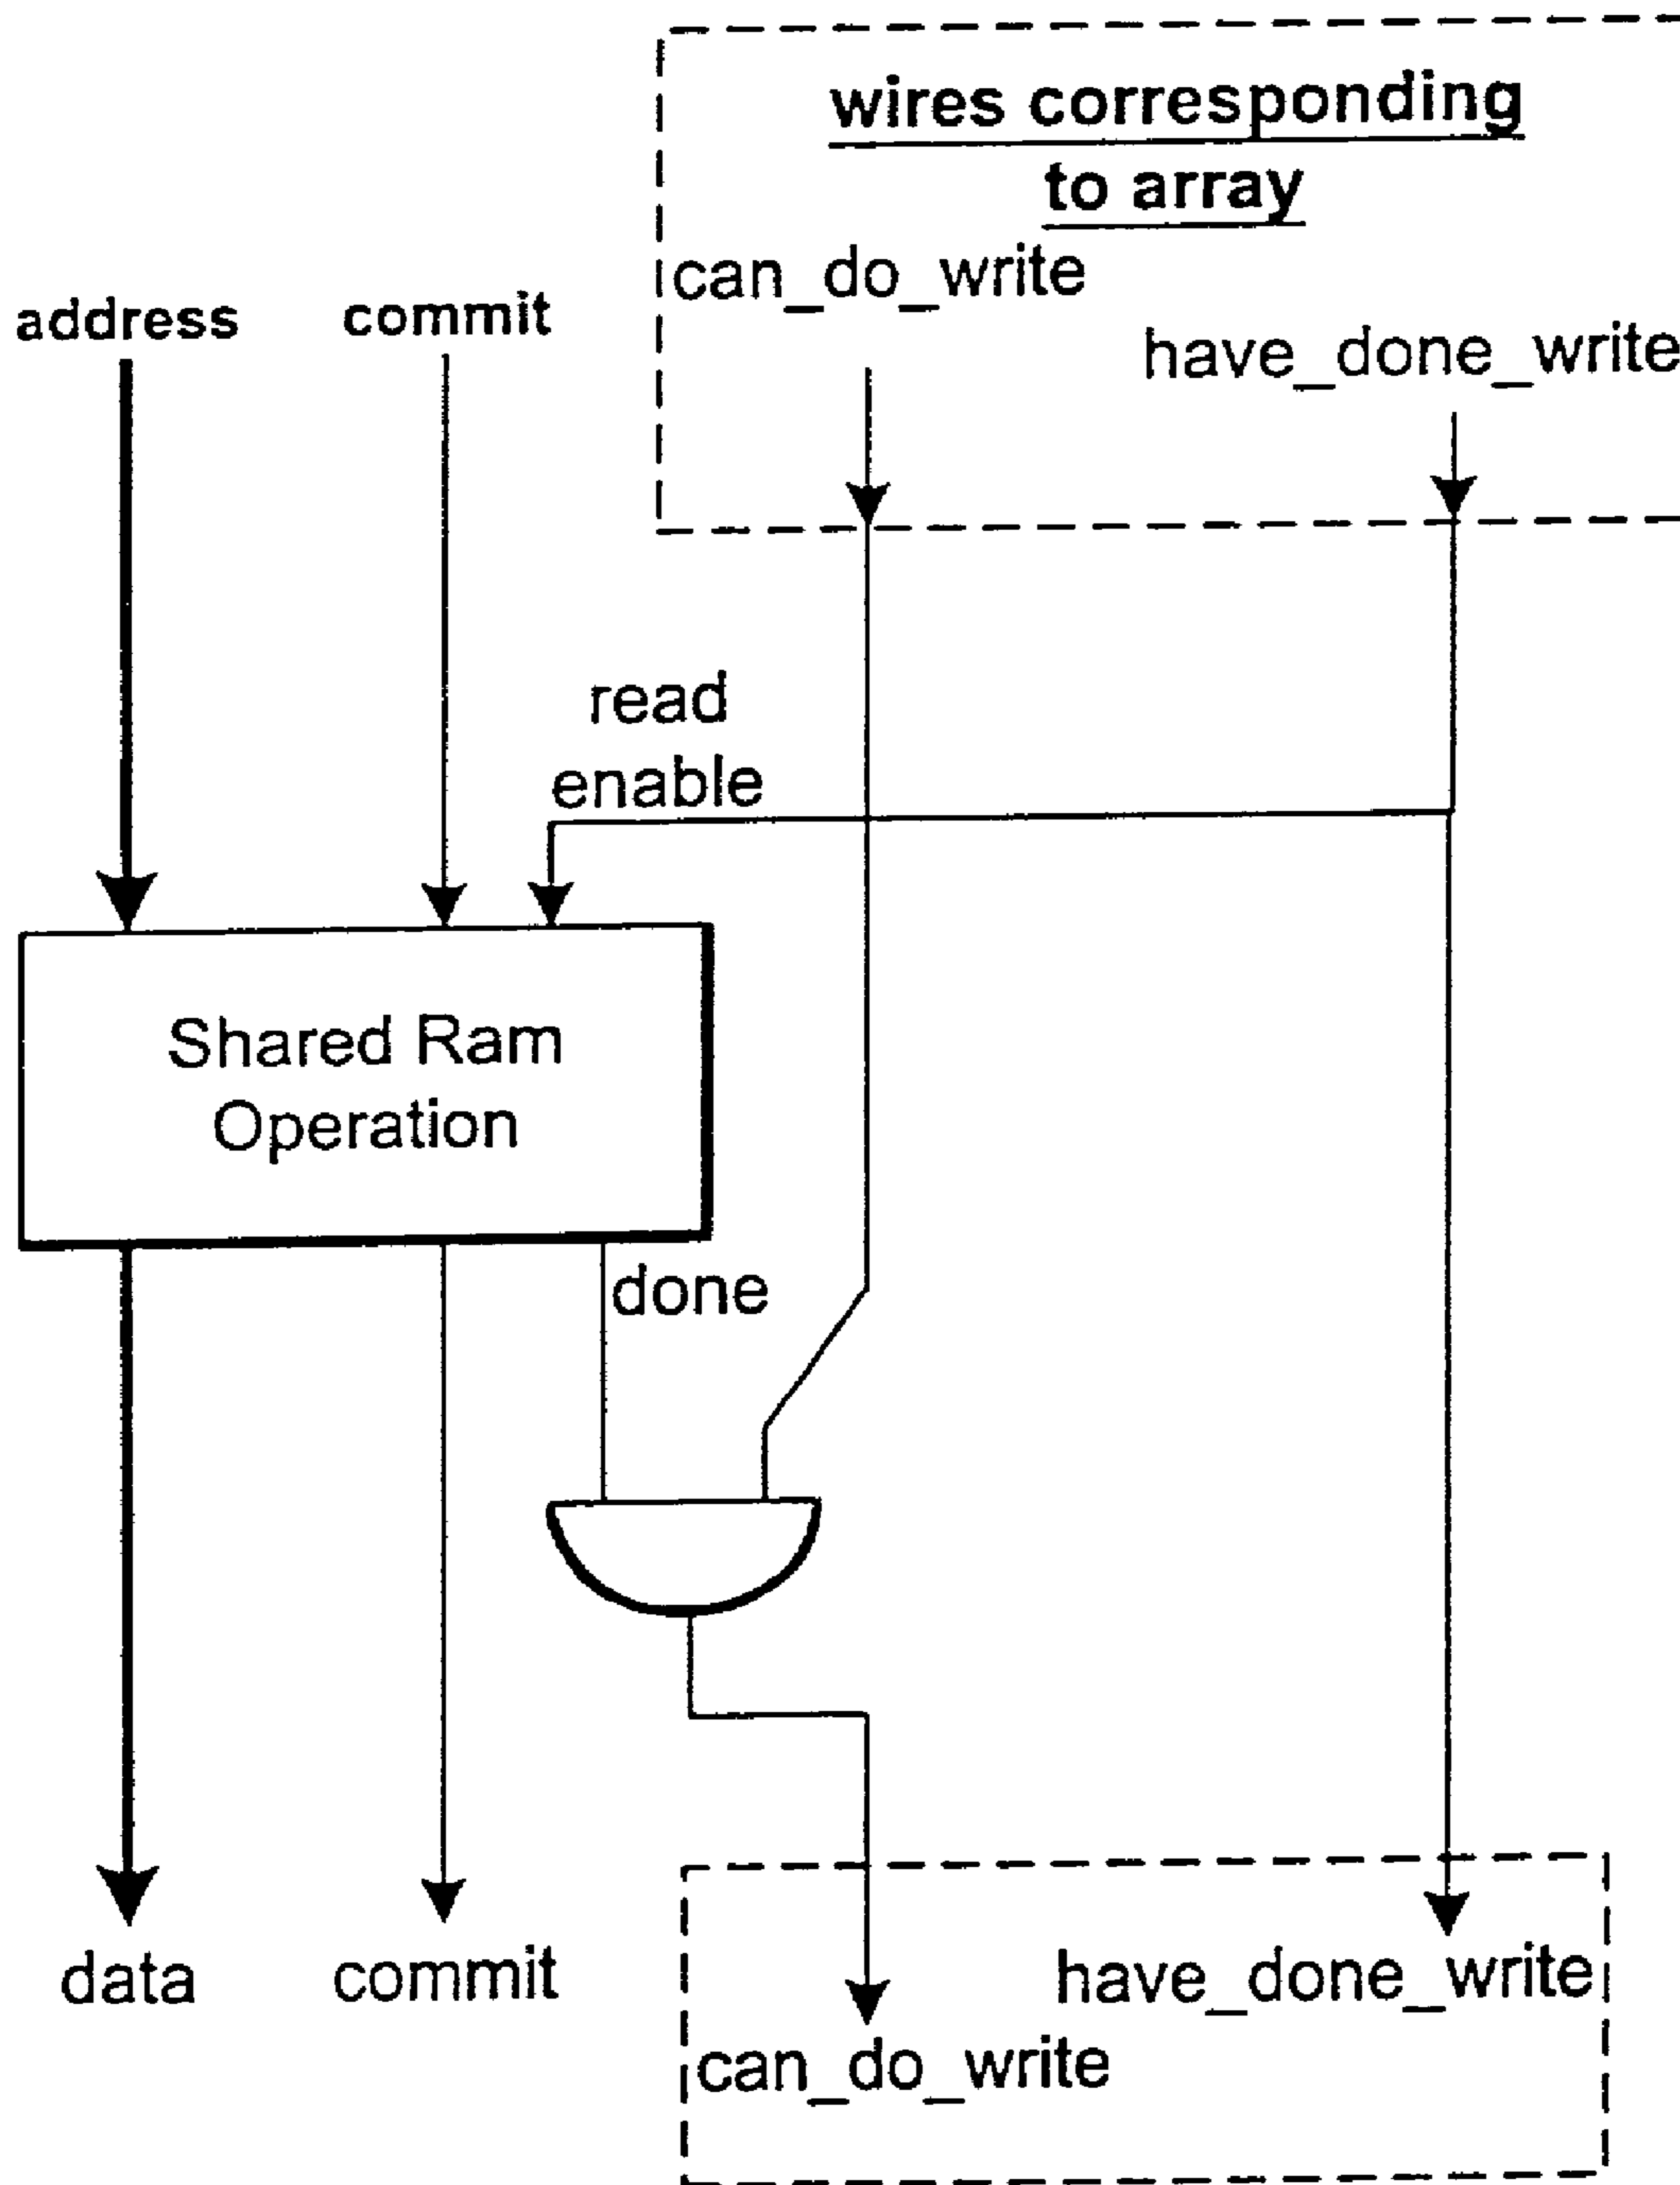 wires corresponding
to array
can_do_write
address
commit
have_done_write
read
enable
Shared Ram
Operation
done
data
commit
have_done_write
can_do_write